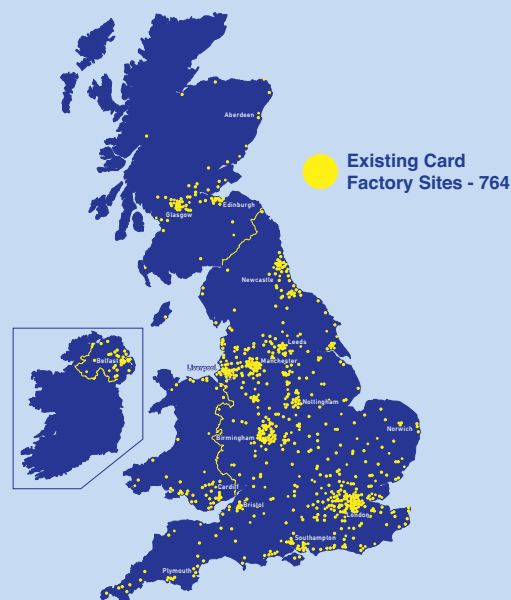 Aberdeen
Existing Card
Factory Sites - 764
Edinburgh
Glasgow
Newcastle
Leeds
Belfast
Manchester
Liverpool
Nottingham
Norwich
Birmingham
Cardiff
Bristol
London
Southampton
Plymouth